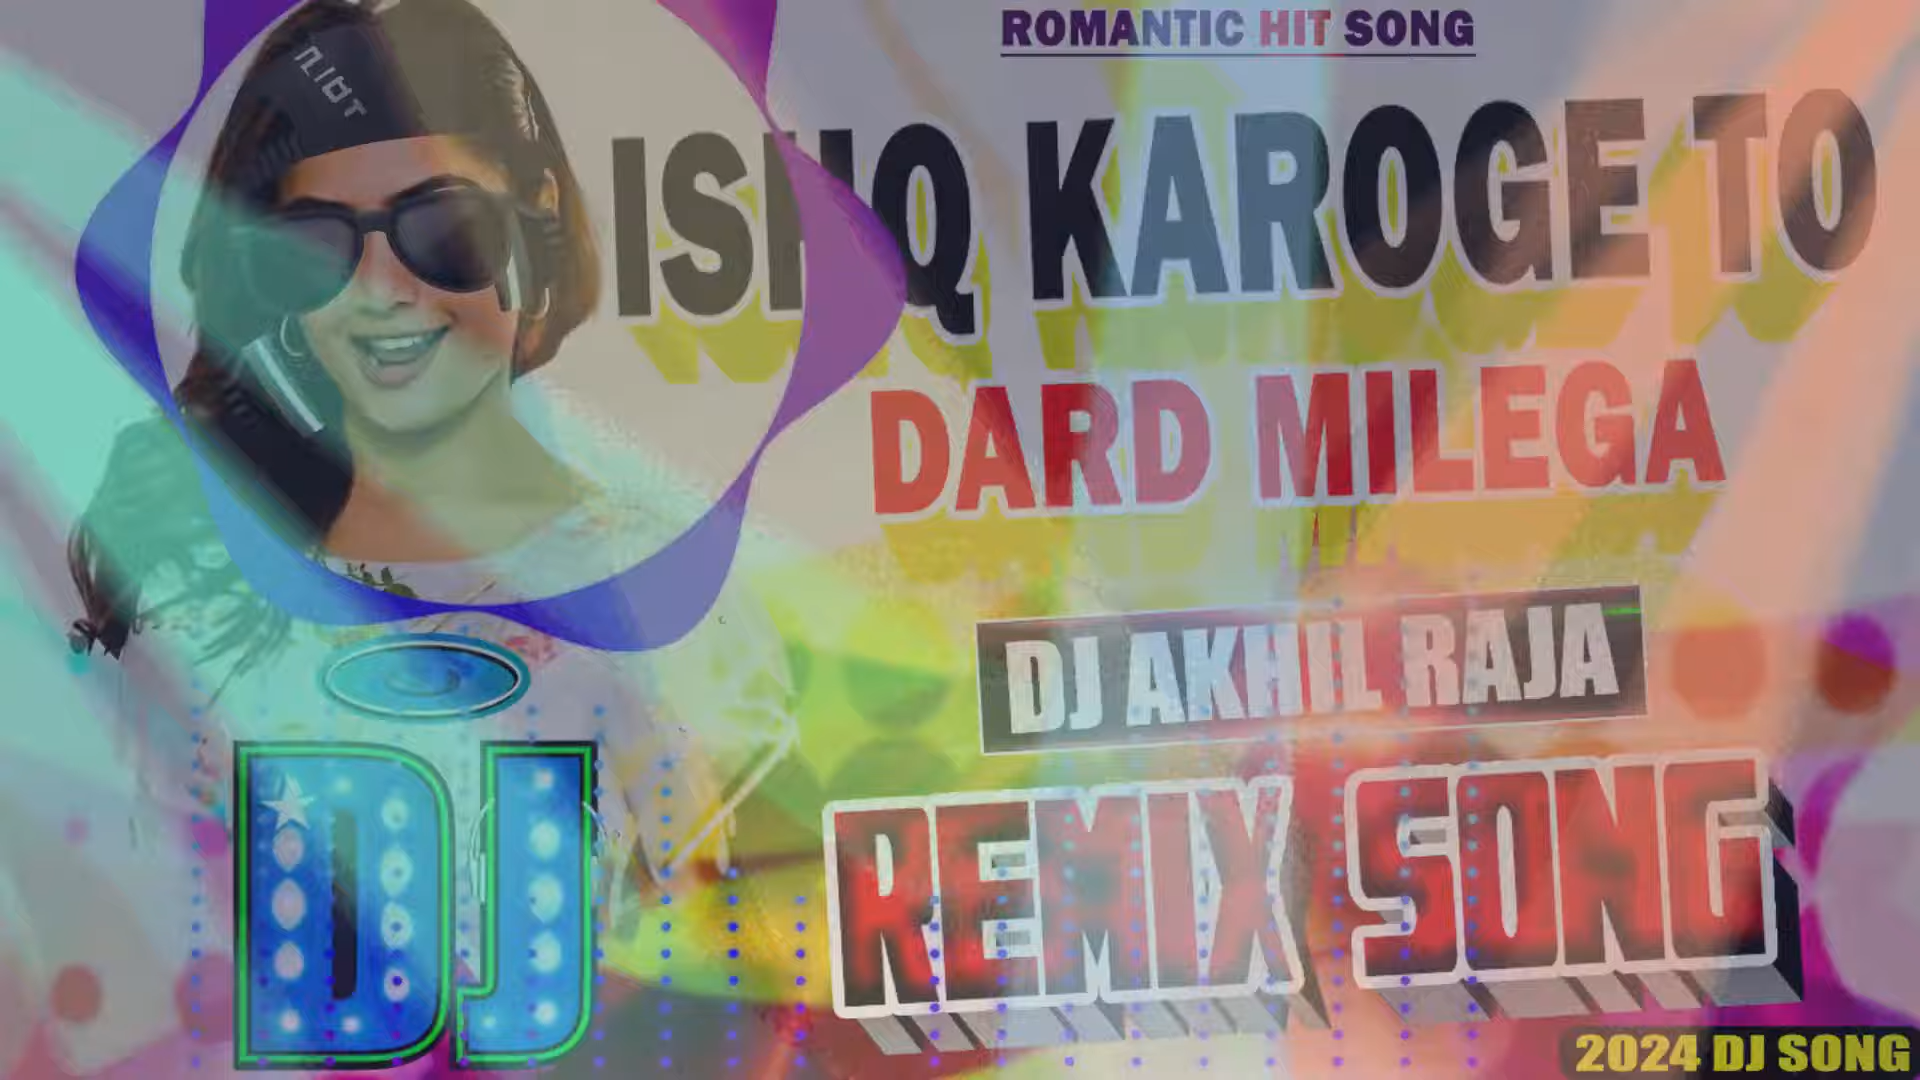 ROMANTIC HIT SONG
ISHQ KAROGE TO
DARD MILEGA
DJ AKHIL RAJA
DJ
REMIX SONG
2024 DJ SONG